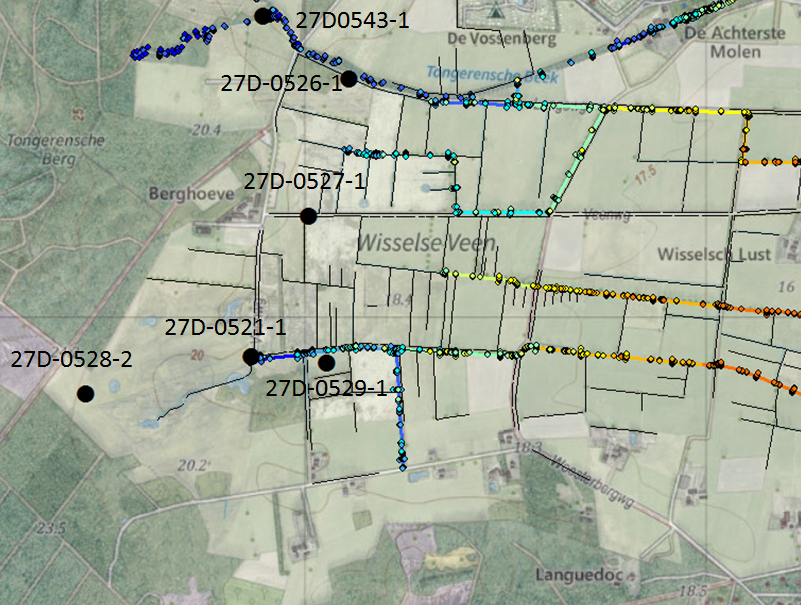 27D0543-1
De Vossenberg
De Achterste
Molen
Tongerensche Beek
27D-0526-1
25
20.4
Tongerensche
Berg
17.5
27D-0527-1
Berghoeve
Veenweg
Wisselse Veen
Wisselsch Lust
16
18.4
27D-0521-1
27D-0528-2
20
27D-0529-1
18.3
20.2
Westerbergwg
23.5
Languedoc
18.5